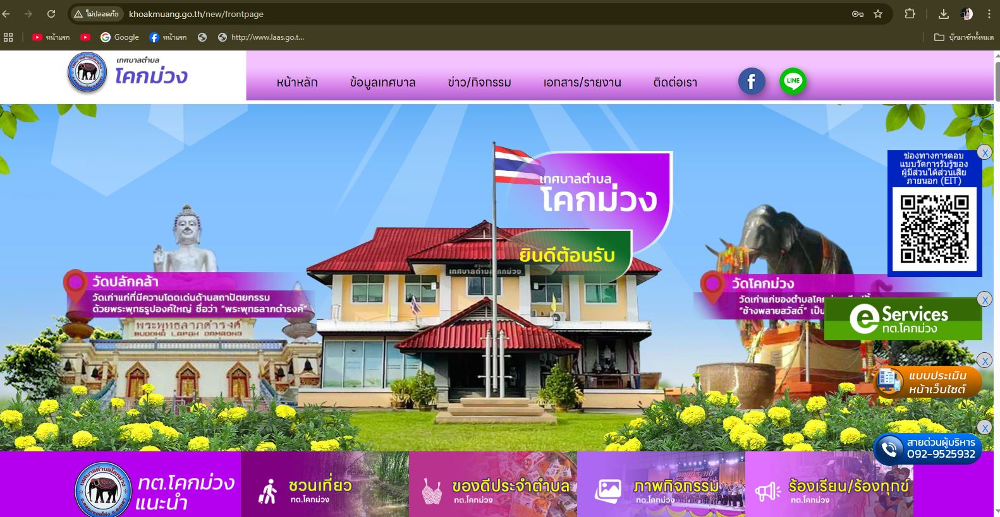 ไม่ปลอดภัย khoakmuang.go.th/new/frontpage
หน้าแรก Google หน้าแรก http://www.laas.go.t... บุ๊กมาร์กทั้งหมด
เทศบาลตำบล
โคกม่วง
หน้าหลัก ข้อมูลเทศบาล ข่าว/กิจกรรม เอกสาร/รายงาน ติดต่อเรา f LINE
X
ช่องทางการตอบ
แบบวัดการรับรู้ของ
ผู้มีส่วนได้ส่วนเสีย
ภายนอก (EIT)
เทศบาลตำบล
โคกม่วง
ยินดีต้อนรับ
เทศบาลตำบลโคกม่วง
วัดปลักคล้า
วัดเก่าแก่ที่มีความโดดเด่นด้านสถาปัตยกรรม
ด้วยพระพุทธรูปองค์ใหญ่ ชื่อว่า “พระพุทธลาภดำรงค์”
พระพุทธลาภดำรงค์
BUDDHA LAPAH DAMRONG
วัดโคกม่วง
วัดเก่าแก่ของตำบลโคก
“ช้างพลายสวัสดิ์” เป็น
X
e Services
ทต.โคกม่วง
X
แบบประเมิน
หน้าเว็บไซต์
X
สายด่วนผู้บริหาร
092-9525932
ทต.โคกม่วง
แนะนำ
ชวนเที่ยว
ทต.โคกม่วง
ของดีประจำตำบล
ทต.โคกม่วง
ภาพกิจกรรม
ทต.โคกม่วง
ร้องเรียน/ร้องทุกข์
ทต.โคกม่วง